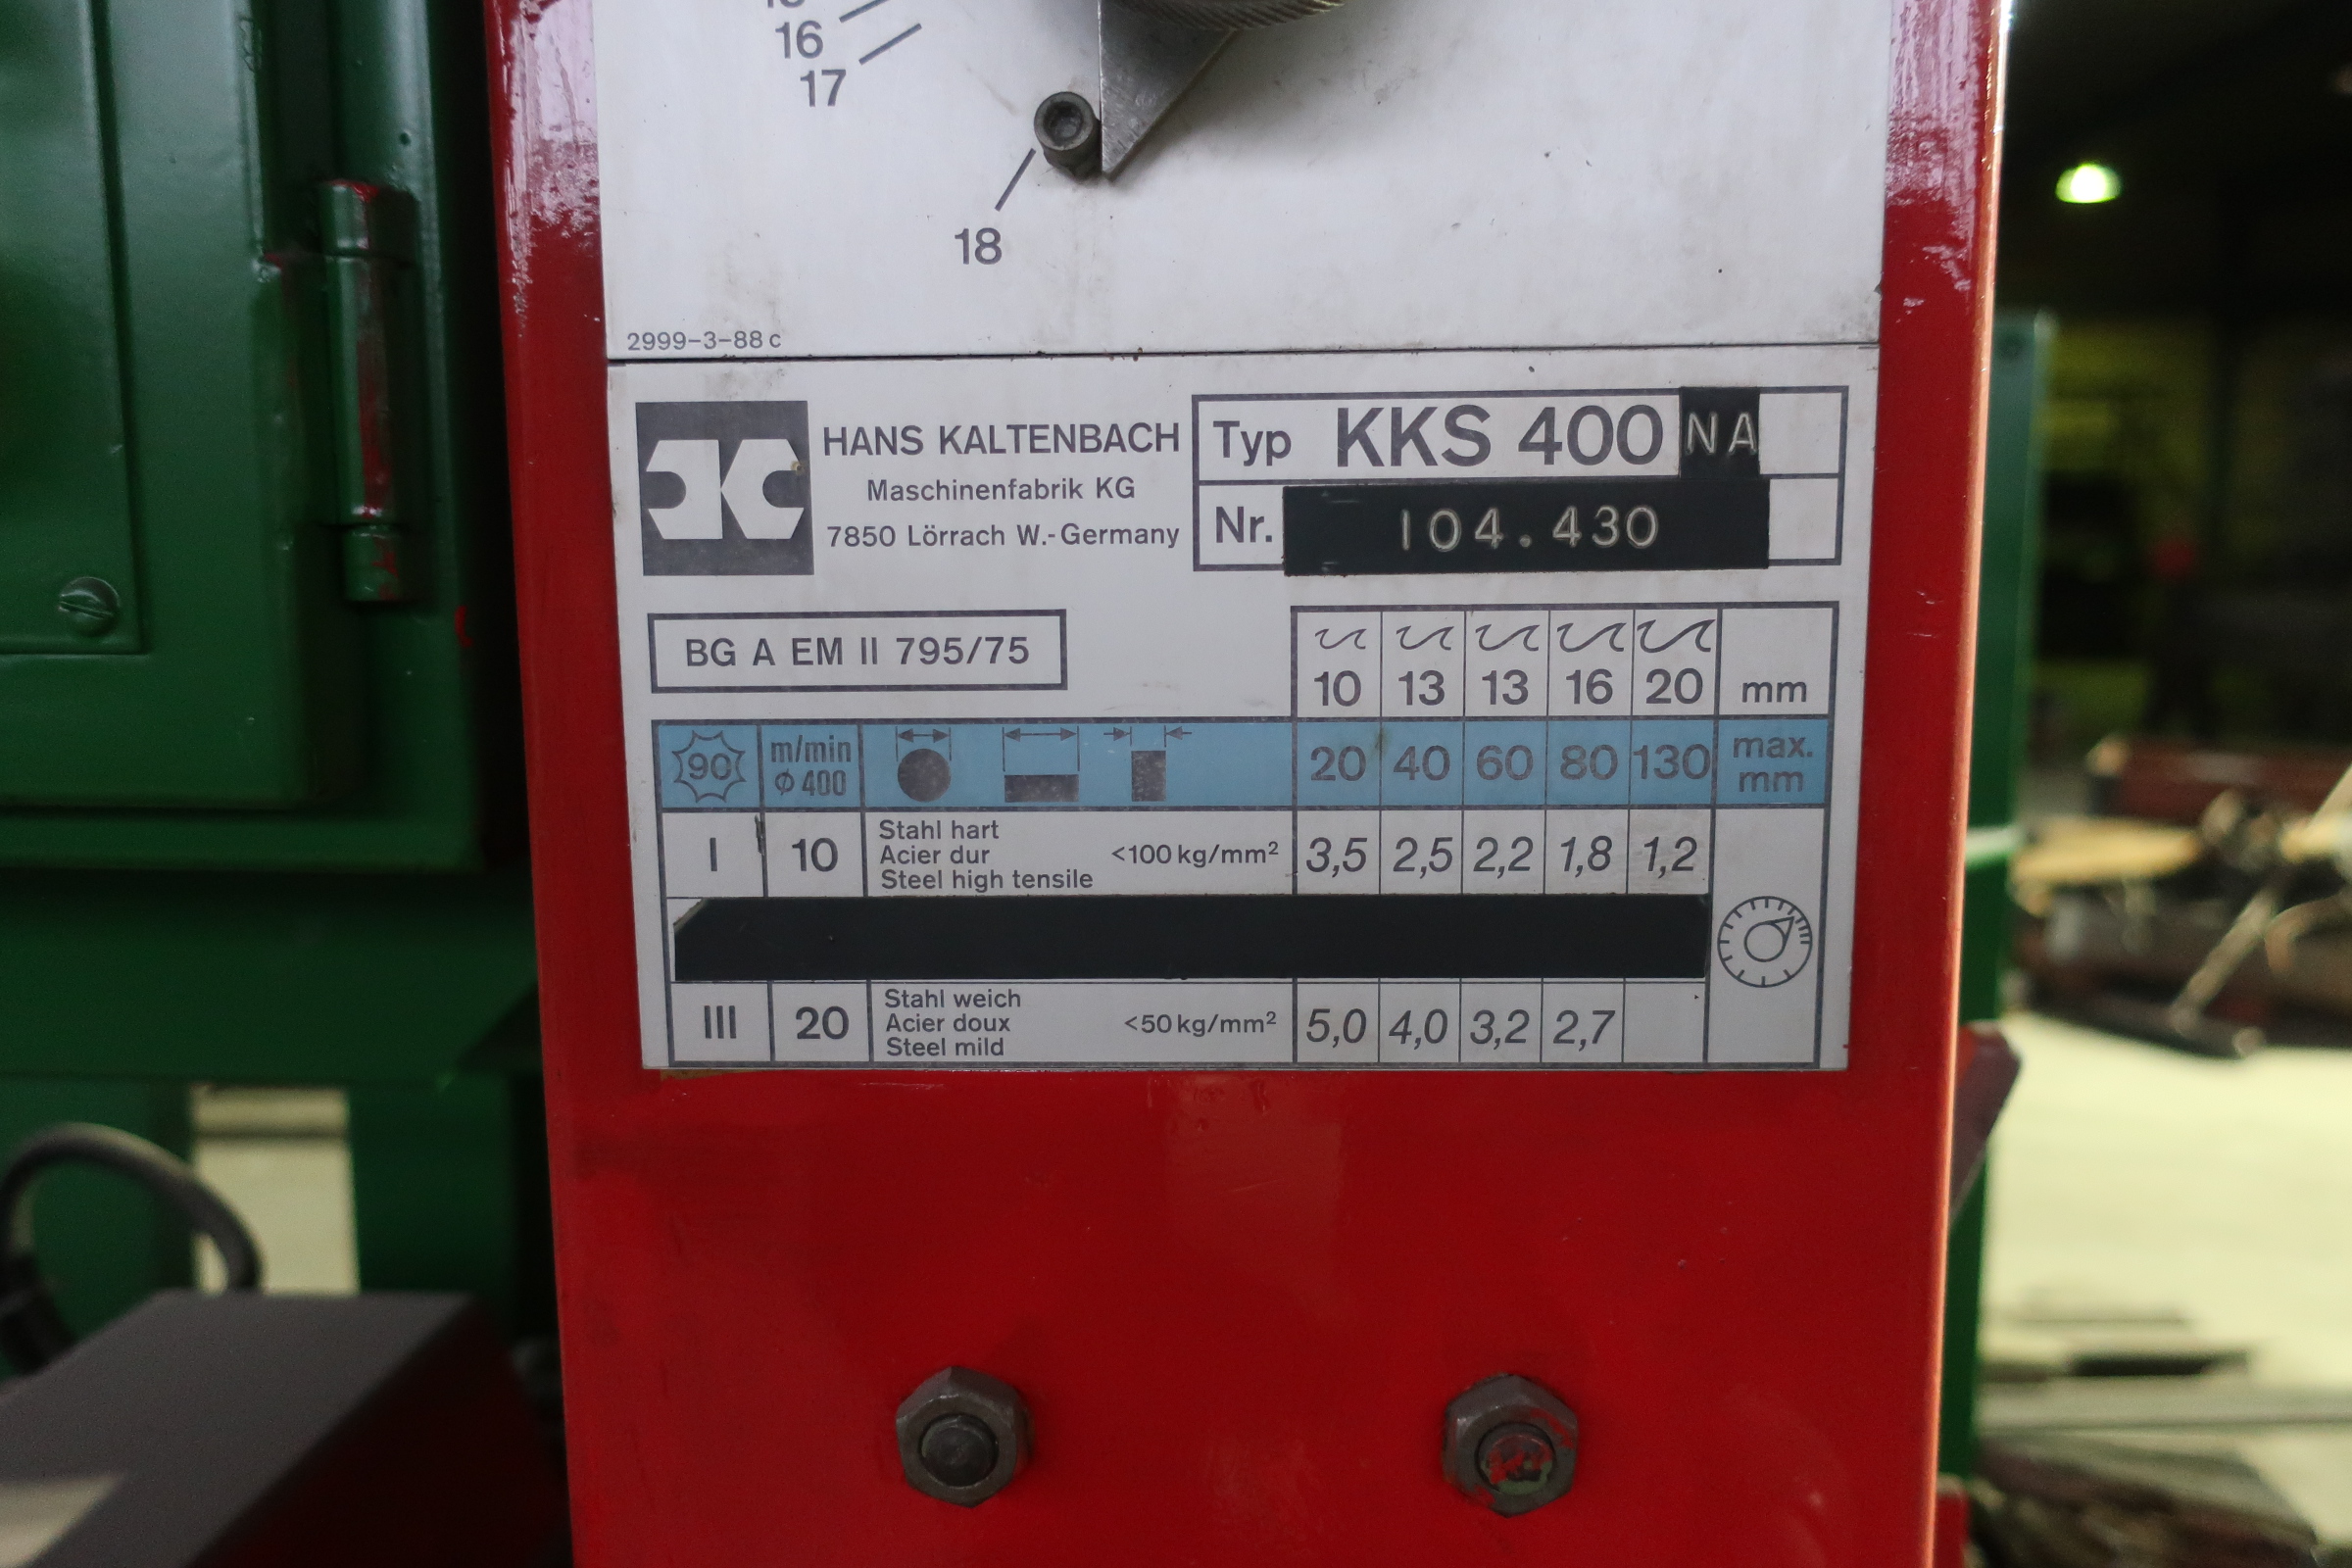 16
17
18
2999-3-88 c
HANS KALTENBACH
Maschinenfabrik KG
7850 Lörrach W.-Germany
Typ KKS 400 NA
Nr. 104.430
BG A EM II 795/75
10 13 13 16 20 mm
90 m/min ϕ 400 20 40 60 80 130 max. mm
I 10 Stahl hart
Acier dur <100 kg/mm² 3,5 2,5 2,2 1,8 1,2
Steel high tensile
III 20 Stahl weich
Acier doux <50 kg/mm² 5,0 4,0 3,2 2,7
Steel mild